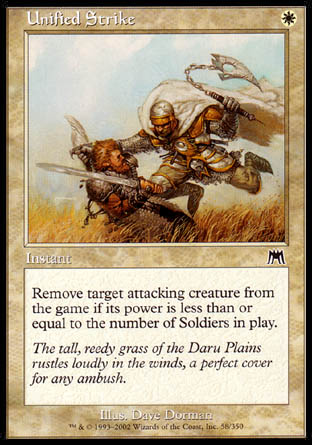 Unified Strike
Instant
Remove target attacking creature from
the game if its power is less than or
equal to the number of Soldiers in play.
The tall, reedy grass of the Daru Plains
rustles loudly in the winds, a perfect
cover for any ambush.
Illus. Dave Dorman
™ & © 1993–2002 Wizards of the Coast, Inc. 58/350